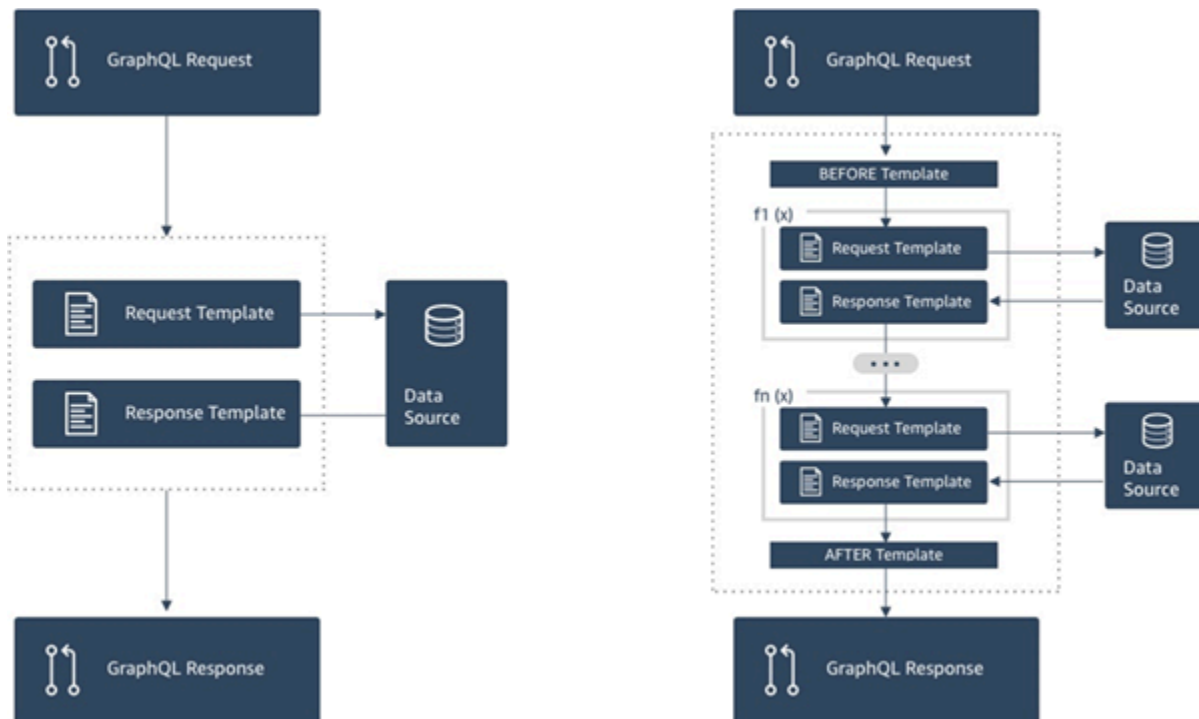 GraphQL Request
Request Template
Response Template
Data
Source
GraphQL Response
GraphQL Request
BEFORE Template
f1 (x)
Request Template
Response Template
Data
Source
...
fn (x)
Request Template
Response Template
Data
Source
AFTER Template
GraphQL Response